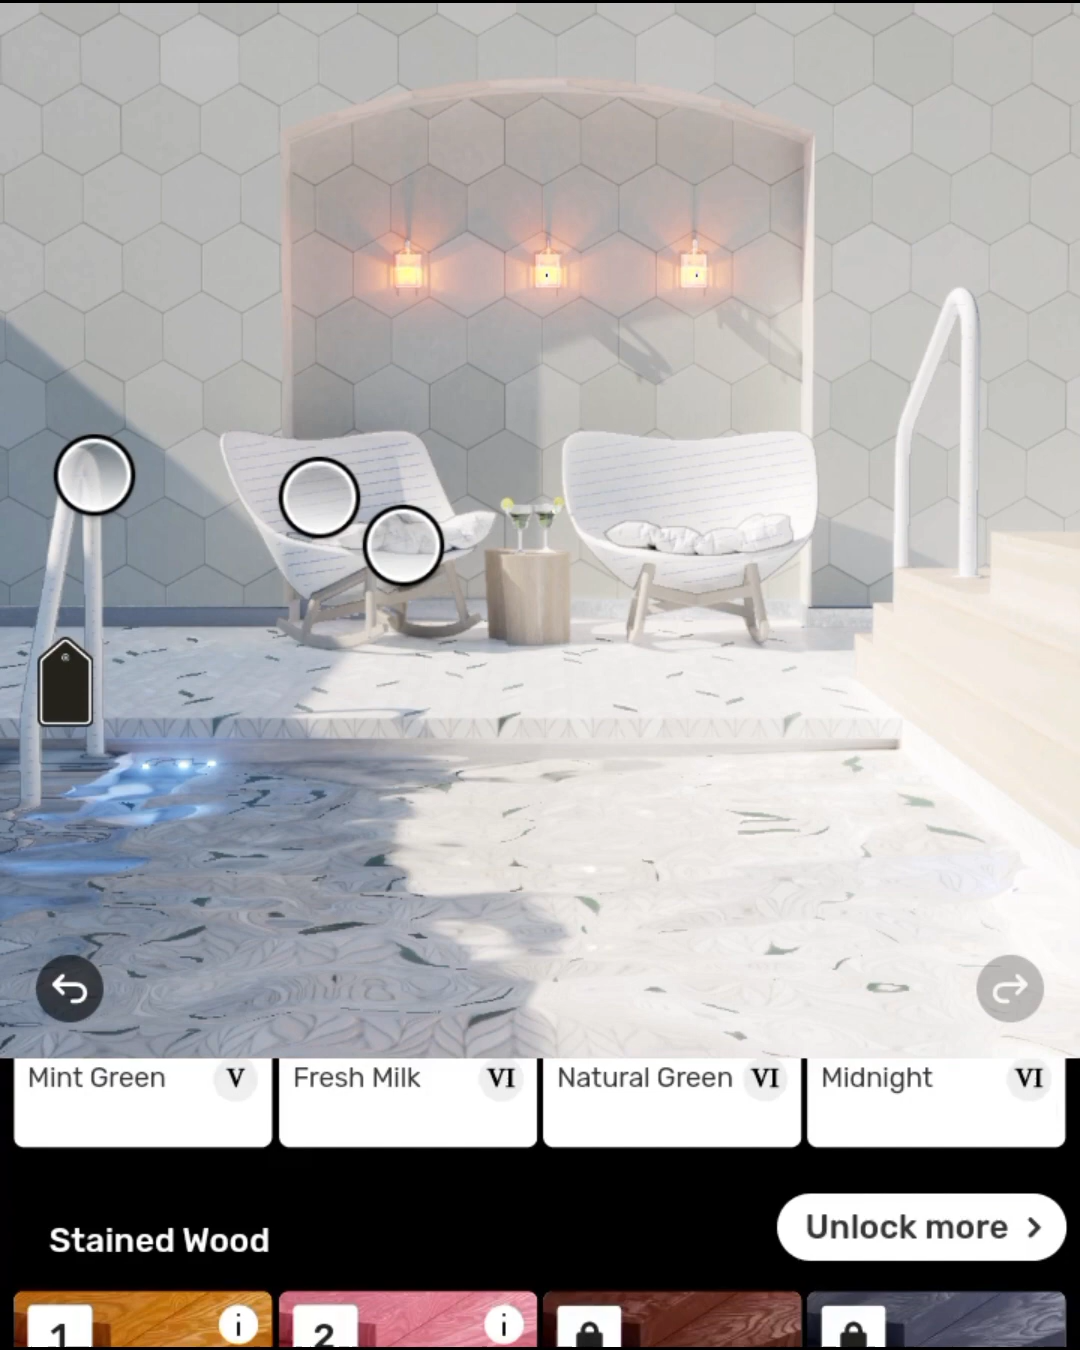 Mint Green V Fresh Milk VI Natural Green VI Midnight VI
Stained Wood Unlock more
1 i 2 i